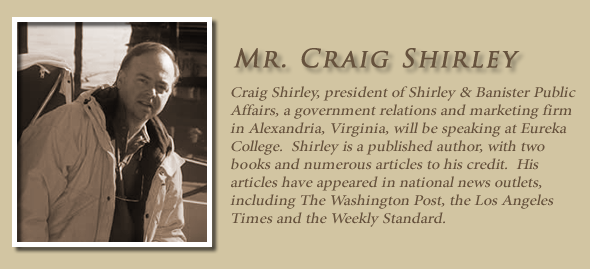 Mr. Craig Shirley
Craig Shirley, president of Shirley & Banister Public
Affairs, a government relations and marketing firm
in Alexandria, Virginia, will be speaking at Eureka
College.  Shirley is a published author, with two
books and numerous articles to his credit.  His
articles have appeared in national news outlets,
including The Washington Post, the Los Angeles
Times and the Weekly Standard.